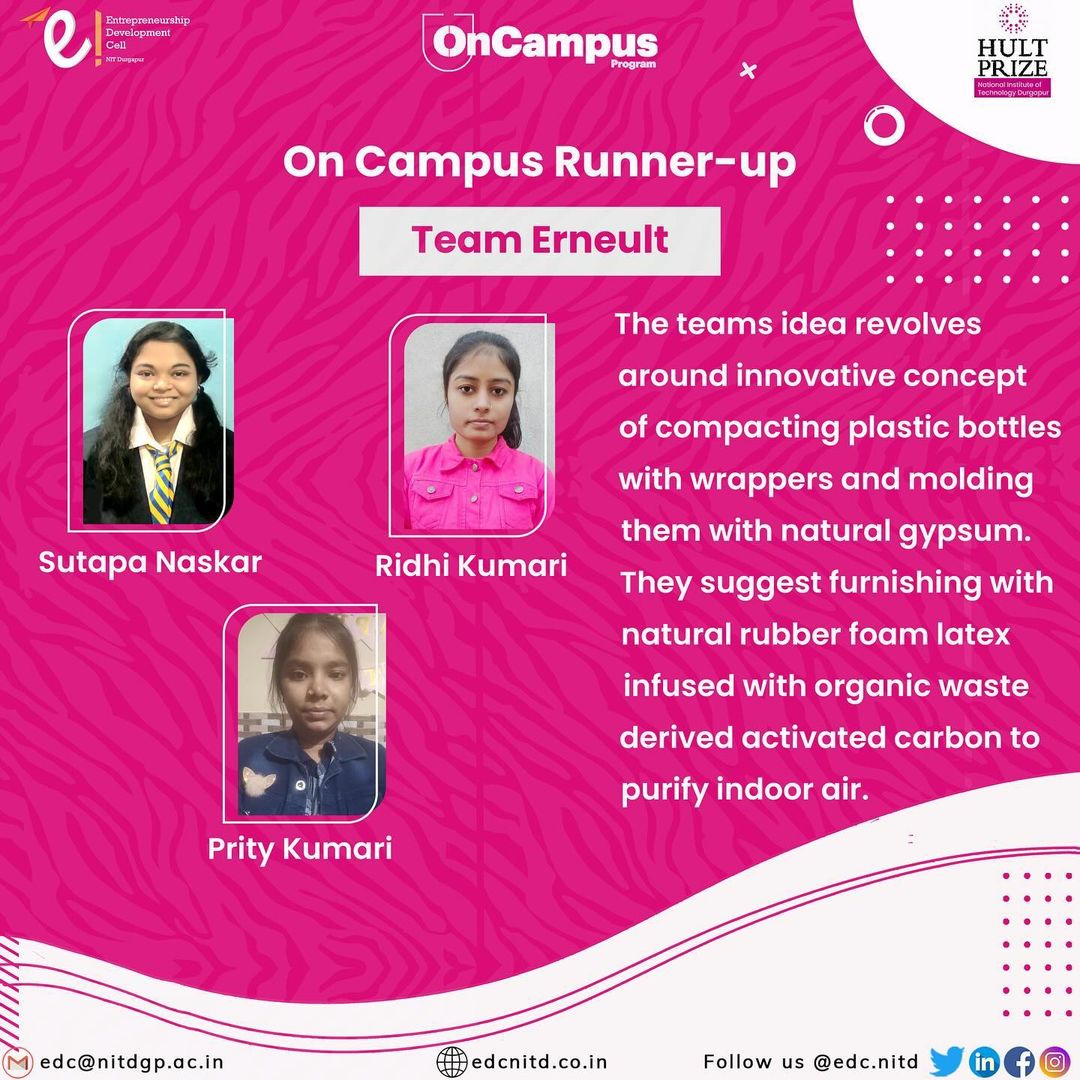 Entrepreneurship
Development
Cell
NIT Durgapur
OnCampus
Program
HULT
PRIZE
National Institute of
Technology Durgapur
On Campus Runner-up
Team Erneult
Sutapa Naskar
Ridhi Kumari
Prity Kumari
The teams idea revolves
around innovative concept
of compacting plastic bottles
with wrappers and molding
them with natural gypsum.
They suggest furnishing with
natural rubber foam latex
infused with organic waste
derived activated carbon to
purify indoor air.
edc@nitdgp.ac.in
edcnitd.co.in
Follow us @edc.nitd